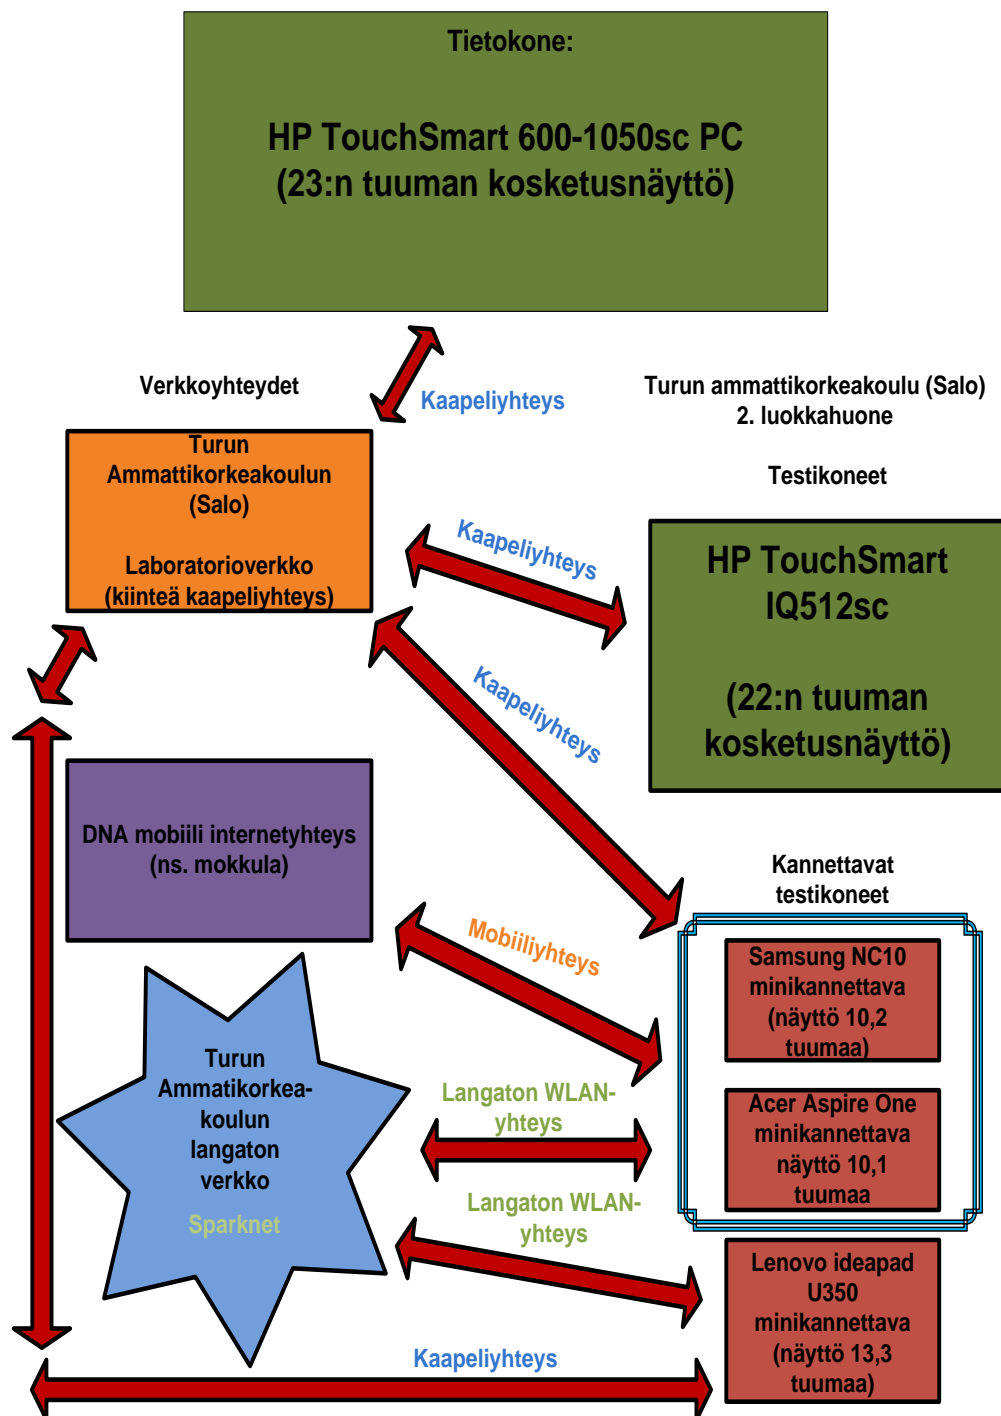 Tietokone:
HP TouchSmart 600-1050sc PC
(23:n tuuman kosketusnäyttö)
Verkkoyhteydet
Kaapeliyhteys
Turun ammattikorkeakoulu (Salo)
2. luokkahuone
Testikoneet
Turun
Ammattikorkeakoulun
(Salo)
Laboratorioverkko
(kiinteä kaapeliyhteys)
Kaapeliyhteys
HP TouchSmart
IQ512sc
(22:n tuuman
kosketusnäyttö)
Kaapeliyhteys
DNA mobiili internetyhteys
(ns. mokkula)
Kannettavat
testikoneet
Mobiiliyhteys
Samsung NC10
minikannettava
(näyttö 10,2
tuumaa)
Turun
Ammatikorkea-
koulun
langaton
verkko
Sparknet
Langaton WLAN-
yhteys
Acer Aspire One
minikannettava
näyttö 10,1
tuumaa
Langaton WLAN-
yhteys
Lenovo ideapad
U350
minikannettava
(näyttö 13,3
tuumaa)
Kaapeliyhteys